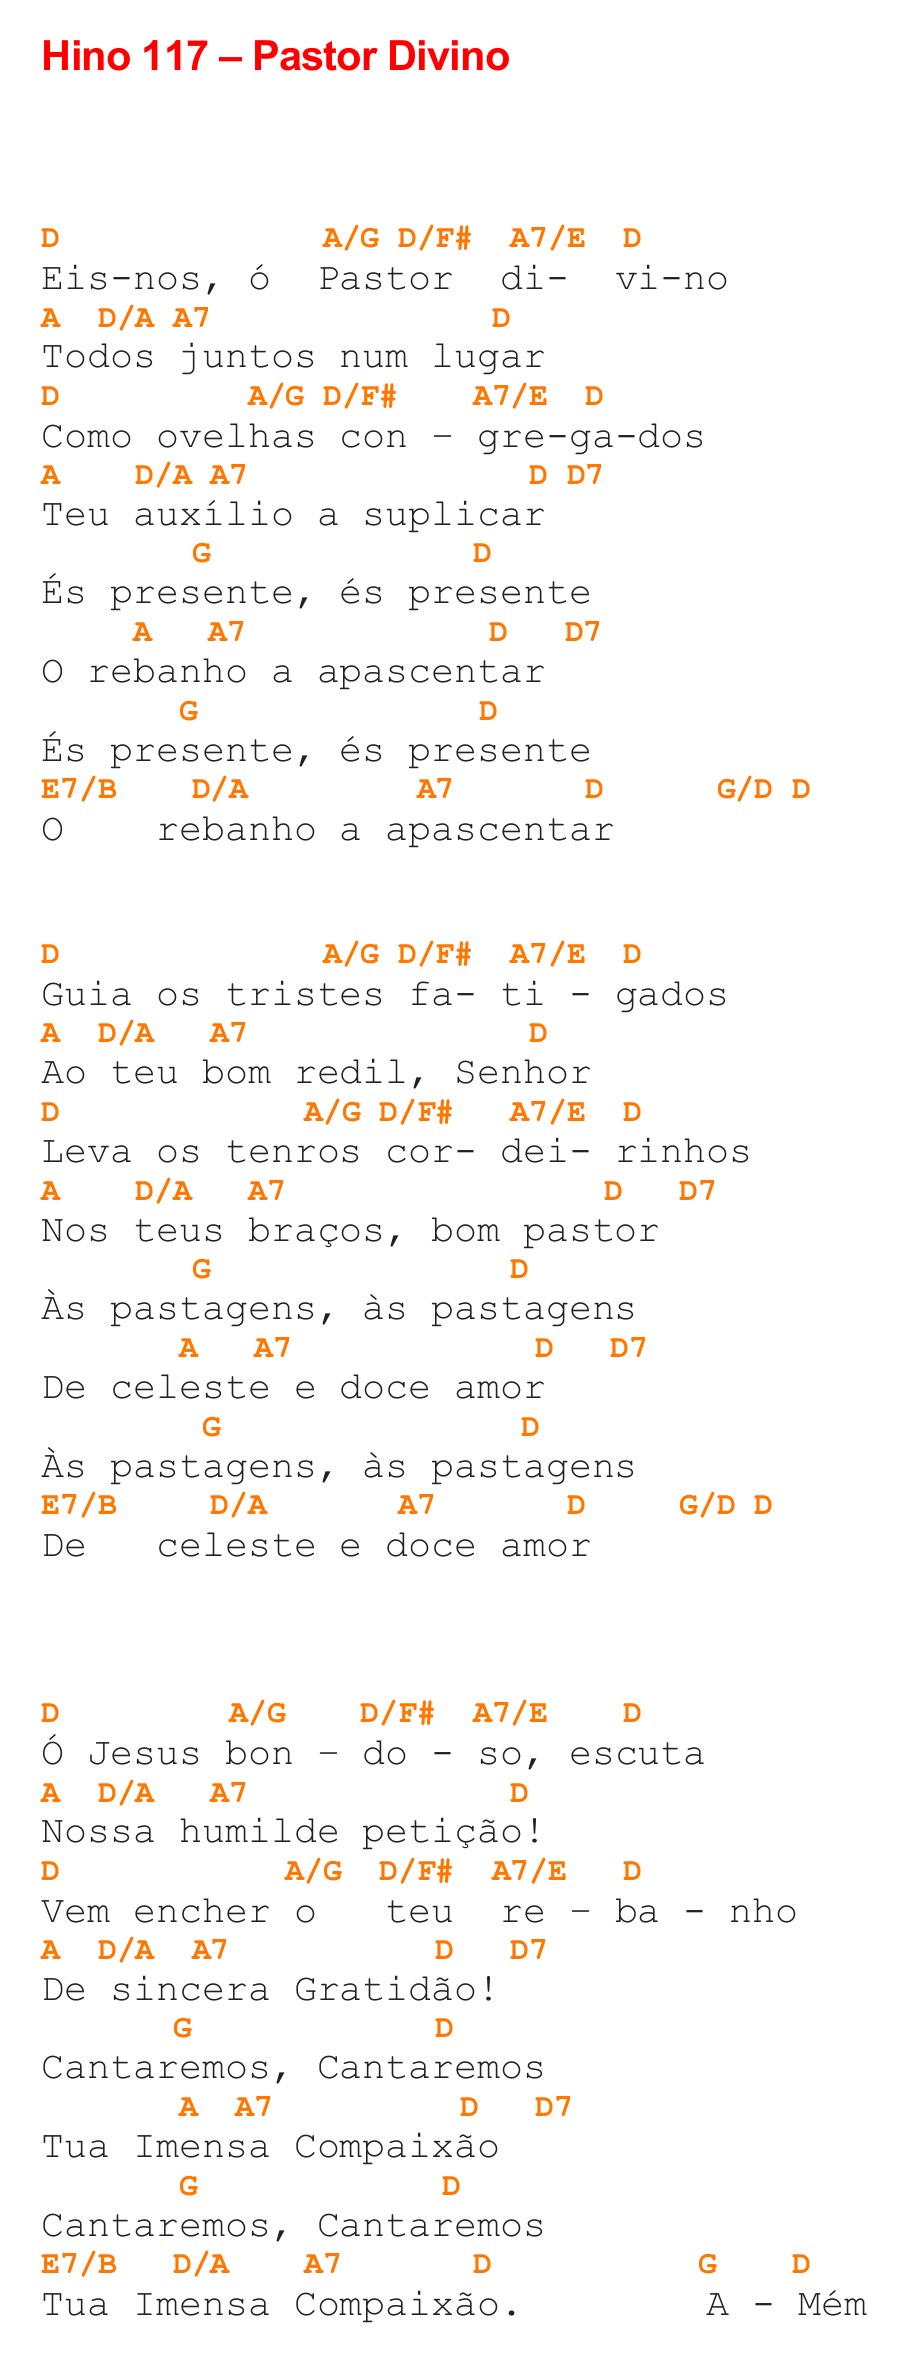 Hino 117 – Pastor Divino
D A/G D/F# A7/E D
Eis-nos, ó Pastor di- vi-no
A D/A A7 D
Todos juntos num lugar
D A/G D/F# A7/E D
Como ovelhas con – gre-ga-dos
A D/A A7 D D7
Teu auxílio a suplicar
G D
És presente, és presente
A A7 D D7
O rebanho a apascentar
G D
És presente, és presente
E7/B D/A A7 D G/D D
O rebanho a apascentar
D A/G D/F# A7/E D
Guia os tristes fa- ti - gados
A D/A A7 D
Ao teu bom redil, Senhor
D A/G D/F# A7/E D
Leva os tenros cor- dei- rinhos
A D/A A7 D D7
Nos teus braços, bom pastor
G D
Às pastagens, às pastagens
A A7 D D7
De celeste e doce amor
G D
Às pastagens, às pastagens
E7/B D/A A7 D G/D D
De celeste e doce amor
D A/G D/F# A7/E D
Ó Jesus bon – do - so, escuta
A D/A A7 D
Nossa humilde petição!
D A/G D/F# A7/E D
Vem encher o teu re – ba - nho
A D/A A7 D D7
De sincera Gratidão!
G D
Cantaremos, Cantaremos
A A7 D D7
Tua Imensa Compaixão
G D
Cantaremos, Cantaremos
E7/B D/A A7 D G D
Tua Imensa Compaixão. A - Mém